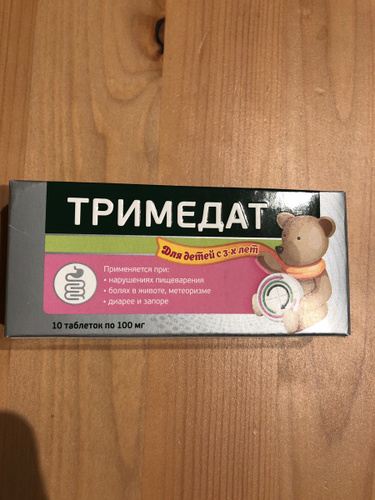 ТРИМЕДАТ
Для детей с 3-х лет
Применяется при:
• нарушениях пищеварения
• болях в животе, метеоризме
• диарее и запоре
10 таблеток по 100 мг